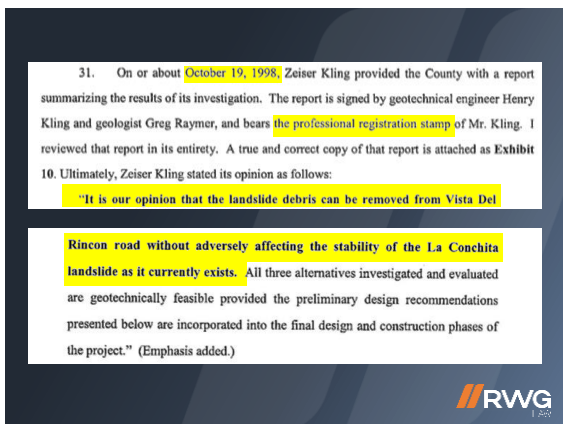 31. On or about October 19, 1998, Zeiser Kling provided the County with a report
summarizing the results of its investigation. The report is signed by geotechnical engineer Henry
Kling and geologist Greg Raymer, and bears the professional registration stamp of Mr. Kling. I
reviewed that report in its entirety. A true and correct copy of that report is attached as Exhibit
10. Ultimately, Zeiser Kling stated its opinion as follows:
"It is our opinion that the landslide debris can be removed from Vista Del
Rincon road without adversely affecting the stability of the La Conchita
landslide as it currently exists. All three alternatives investigated and evaluated
are geotechnically feasible provided the preliminary design recommendations
presented below are incorporated into the final design and construction phases of
the project." (Emphasis added.)
RWG
LAW